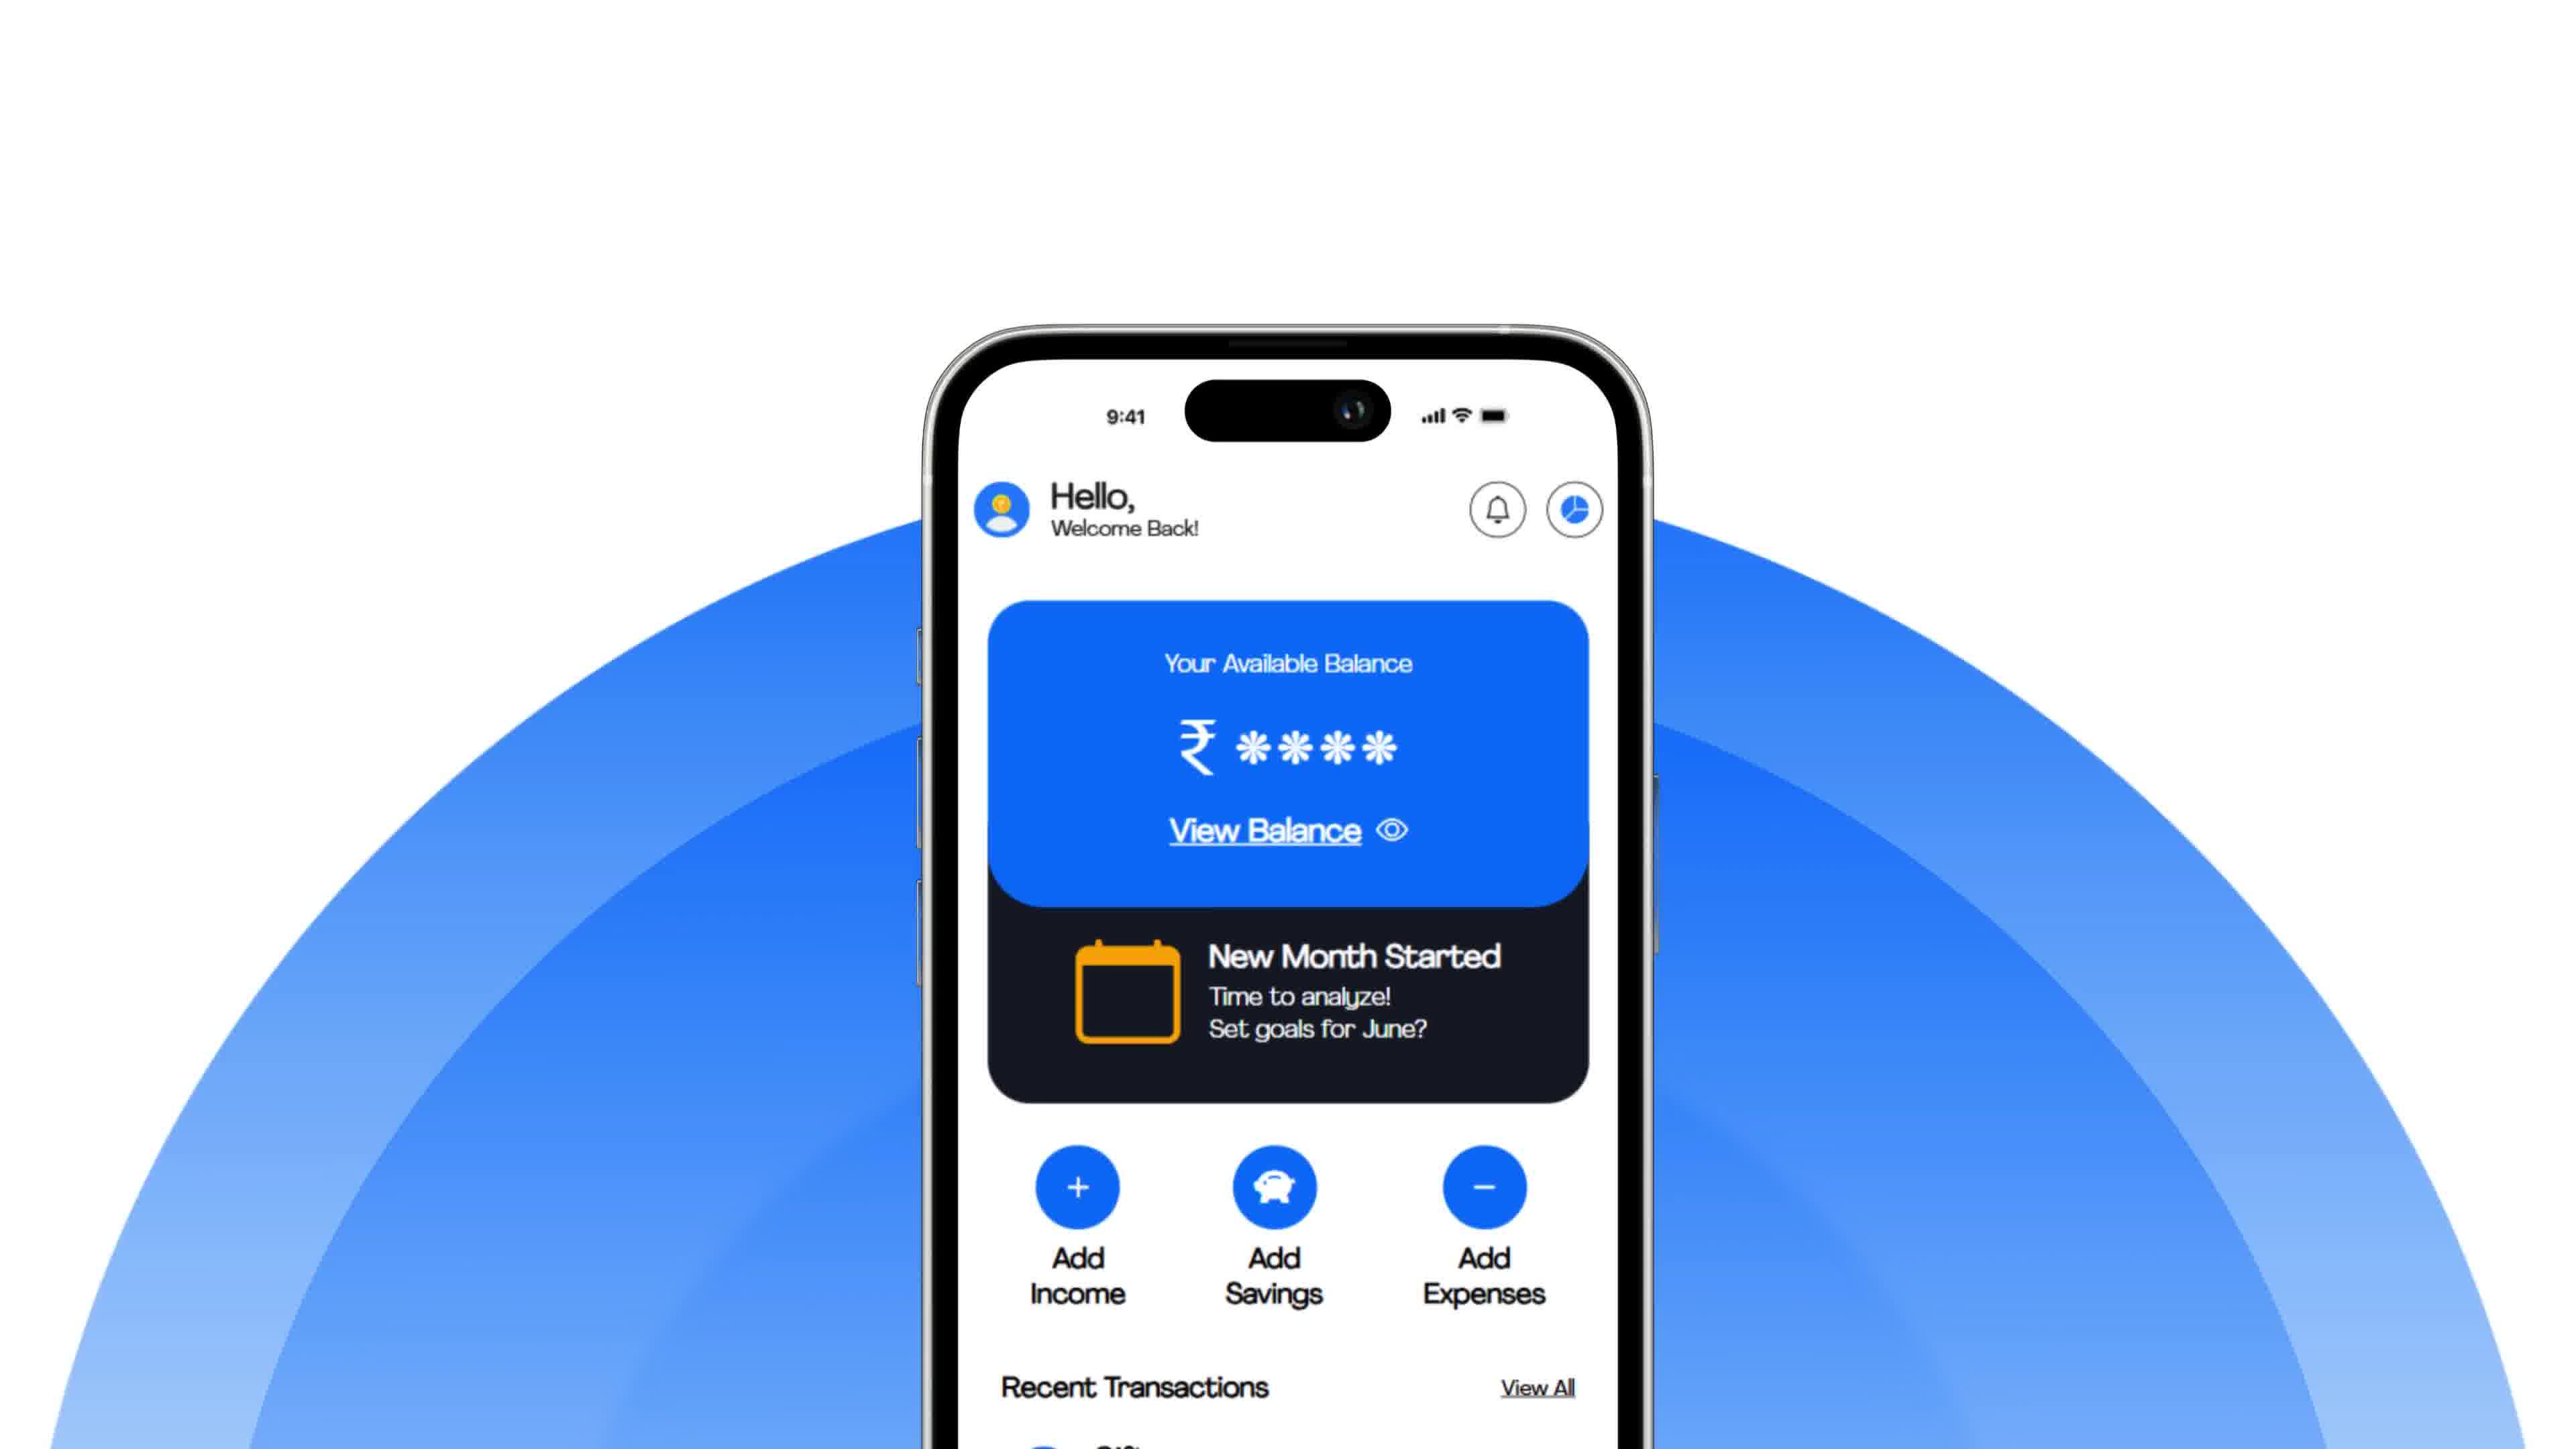 9:41
Hello,
Welcome Back!
Your Available Balance
₹ ****
View Balance
New Month Started
Time to analyze!
Set goals for June?
Add
Income
Add
Savings
Add
Expenses
Recent Transactions
View All